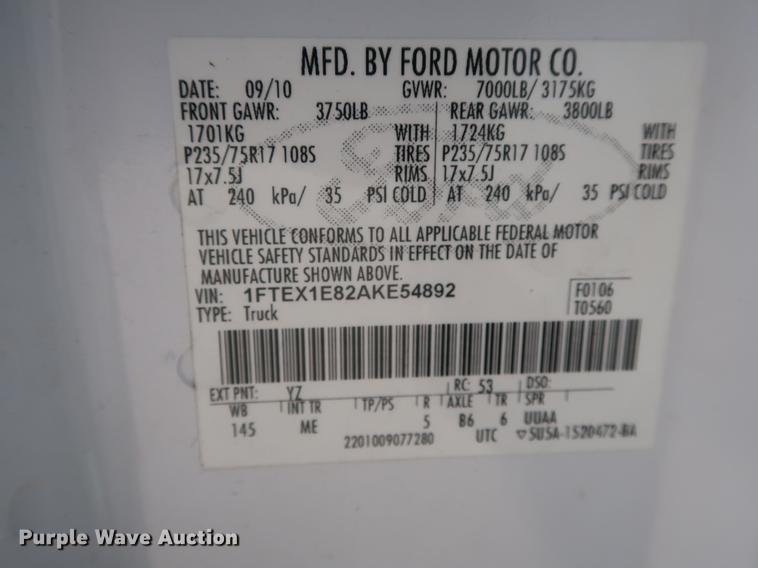 MFD. BY FORD MOTOR CO.
DATE: 09/10 GVWR: 7000LB/ 3175KG
FRONT GAWR: 3750LB REAR GAWR: 3800LB
1701KG WITH 1724KG WITH
P235/75R17 108S TIRES P235/75R17 108S TIRES
17x7.5J RIMS 17x7.5J RIMS
AT 240 kPa/ 35 PSI COLD AT 240 kPa/ 35 PSI COLD
Ford
THIS VEHICLE CONFORMS TO ALL APPLICABLE FEDERAL MOTOR
VEHICLE SAFETY STANDARDS IN EFFECT ON THE DATE OF
MANUFACTURE SHOWN ABOVE.
VIN: 1FTEX1E82AKE54892 F0106
TYPE: Truck T0560
EXT PNT: YZ RC: 53 DSO:
WB INT TR TP/PS R AXLE TR SPR
145 ME 5 B6 6 UUAA
2201009077280 UTC 5U5A-1520472-BA
Purple Wave Auction